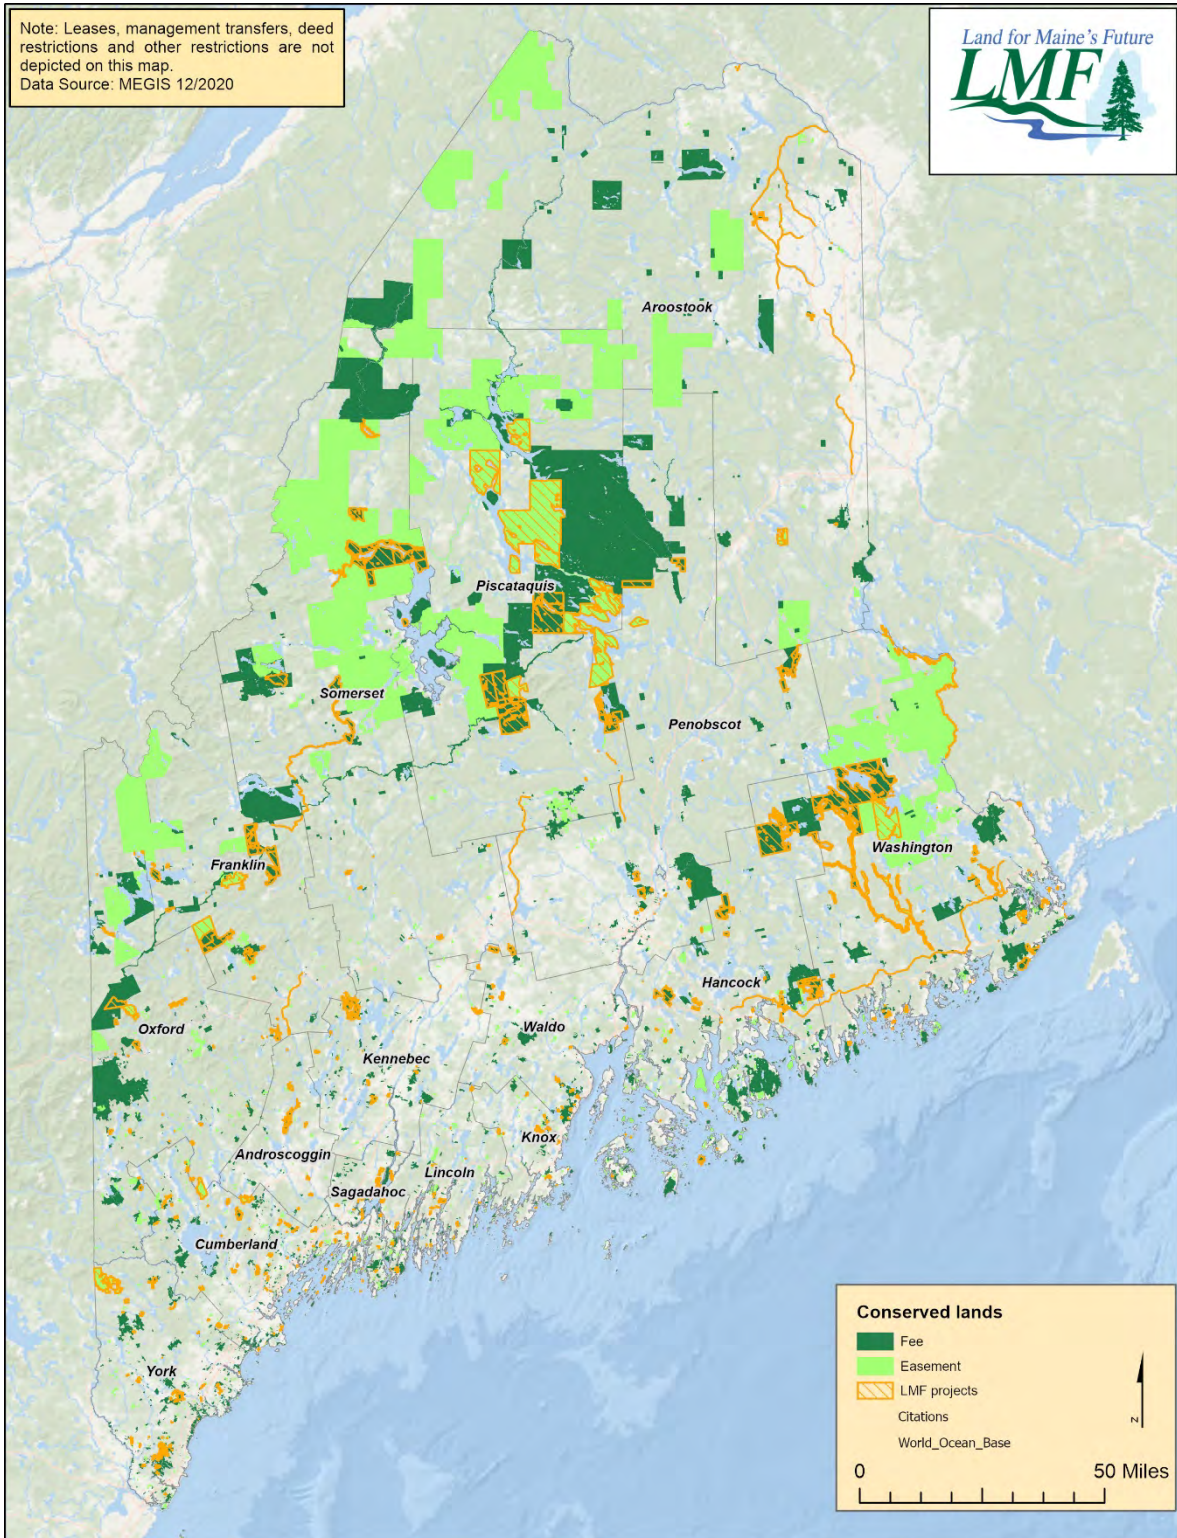 Note: Leases, management transfers, deed
restrictions and other restrictions are not
depicted on this map.
Data Source: MEGIS 12/2020
Land for Maine's Future
LMF
Aroostook
Piscataquis
Somerset
Penobscot
Washington
Franklin
Hancock
Oxford
Waldo
Kennebec
Knox
Androscoggin
Lincoln
Sagadahoc
Cumberland
York
Conserved lands
Fee
Easement
LMF projects
Citations
World_Ocean_Base
N
0 50 Miles